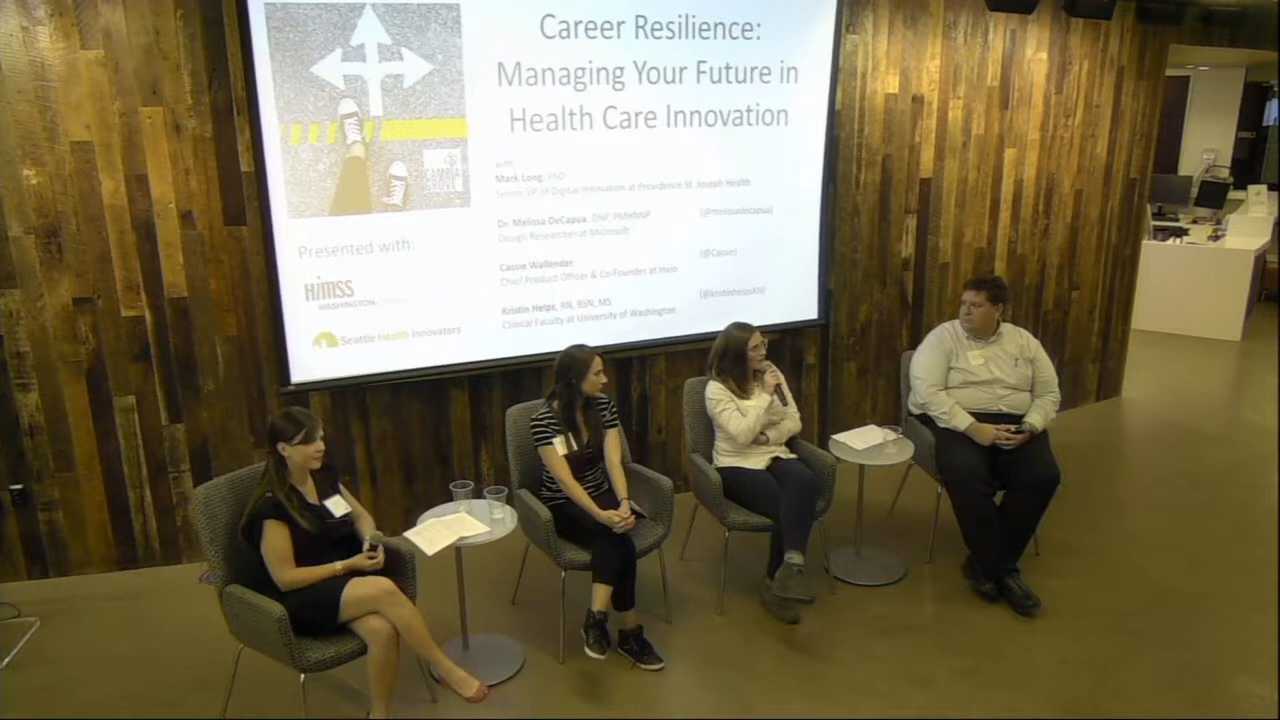 Career Resilience:
Managing Your Future in
Health Care Innovation
with
Mark Long, PhD
Senior VP of Digital Innovation at Providence St. Joseph Health
Dr. Melissa DeCapua, DNP, PMHNP (@melissadecapua)
Design Researcher at Microsoft
Cassie Wallender (@Cassie)
Chief Product Officer & Co-Founder at Invio
Kristin Helps, RN, BSN, MS (@kristinhelpsRN)
Clinical Faculty at University of Washington
CAMBIA
GROVE
Presented with:
HIMSS
WASHINGTON
Seattle Health Innovators